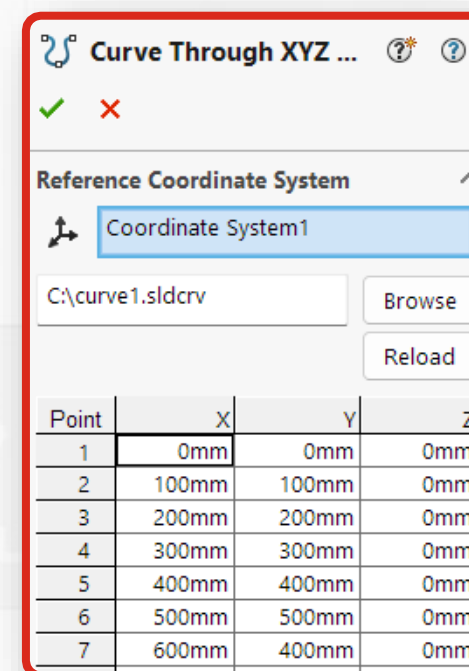 Curve Through XYZ ...
Reference Coordinate System
Coordinate System1
C:\curve1.sldcrv
Browse
Reload
Point X Y Z
1 0mm 0mm 0mm
2 100mm 100mm 0mm
3 200mm 200mm 0mm
4 300mm 300mm 0mm
5 400mm 400mm 0mm
6 500mm 500mm 0mm
7 600mm 400mm 0mm